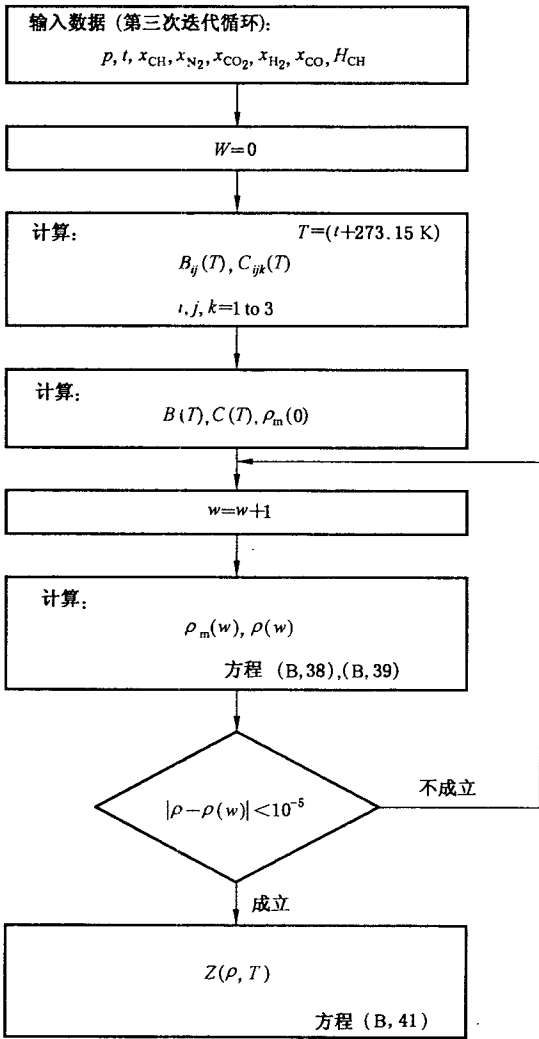 输入数据 (第三次迭代循环):
p, t, x_CH, x_N₂, x_CO₂, x_H₂, x_CO, H_CH
W=0
计算: T=(t+273.15 K)
B_ij(T), C_ijk(T)
ι, j, k=1 to 3
计算:
B(T), C(T), ρ_m(0)
w=w+1
计算:
ρ_m(w), ρ(w)
方程 (B,38),(B,39)
|ρ−ρ(w)|<10⁻⁵
不成立
成立
Z(ρ, T)
方程 (B,41)